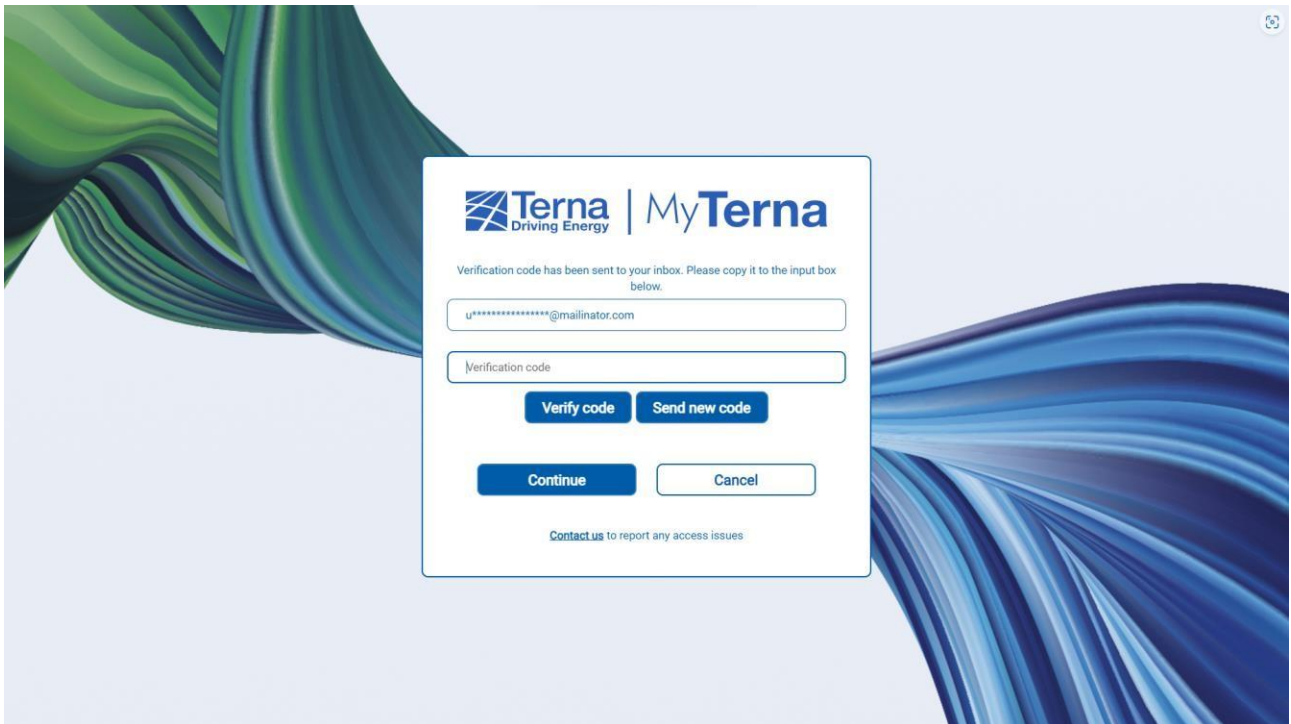 Terna
Driving Energy
MyTerna
Verification code has been sent to your inbox. Please copy it to the input box
below.
u****************@mailinator.com
Verification code
Verify code
Send new code
Continue
Cancel
Contact us to report any access issues